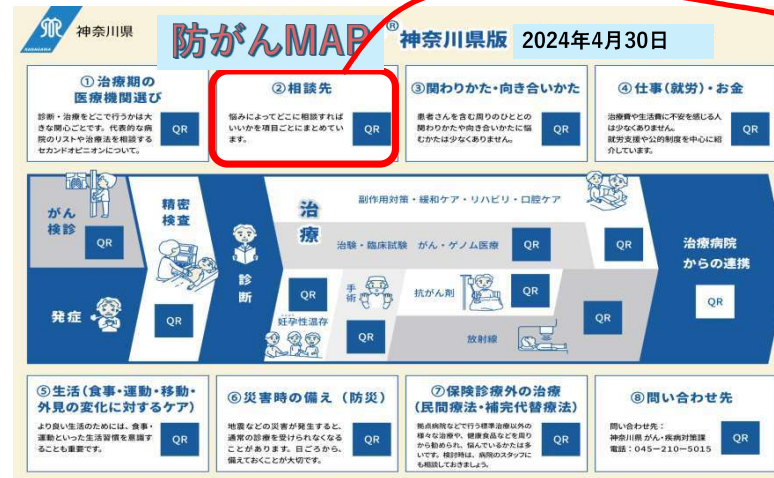 神奈川県
KANAGAWA
防がんMAP®神奈川県版 2024年4月30日
①治療期の
医療機関選び
診断・治療をどこで行うかは大
きな関心ごとです。代表的な病
院のリストや治療法を相談する
セカンドオピニオンについて。
QR
②相談先
悩みによってどこに相談すれば
いいかを項目ごとにまとめてい
ます。
QR
③関わりかた・向き合いかた
患者さんを含む周りのひととの
関わりかたや向き合いかたに悩
むかたは少なくありません。
QR
④仕事(就労)・お金
治療費や生活費に不安を感じる人
は少なくありません。
就労支援や公的制度を中心に紹
介しています。
QR
がん
検診
QR
発症
精密
検査
QR
診
断
治
療
副作用対策・緩和ケア・リハビリ・口腔ケア
QR
治験・臨床試験 がん・ゲノム医療
QR
QR
妊孕性温存
手
術
QR
抗がん剤
QR
放射線
QR
治療病院
からの連携
QR
⑤生活(食事・運動・移動・
外見の変化に対するケア)
より良い生活のためには、食事・
運動といった生活習慣を意識す
ることも重要です。
QR
⑥災害時の備え(防災)
地震などの災害が発生すると、
通常の診療を受けられなくなる
ことがあります。日ごろから、
備えておくことが大切です。
QR
⑦保険診療外の治療
(民間療法・補完代替療法)
拠点病院などで行う標準治療以外の
様々な治療や、健康食品などを周り
から勧められ、悩んでいるかたは多
いです。検討時は、病院のスタッフに
も相談しておきましょう。
QR
⑧問い合わせ先
問い合わせ先:
神奈川県 がん・疾病対策課
電話:045-210-5015
QR